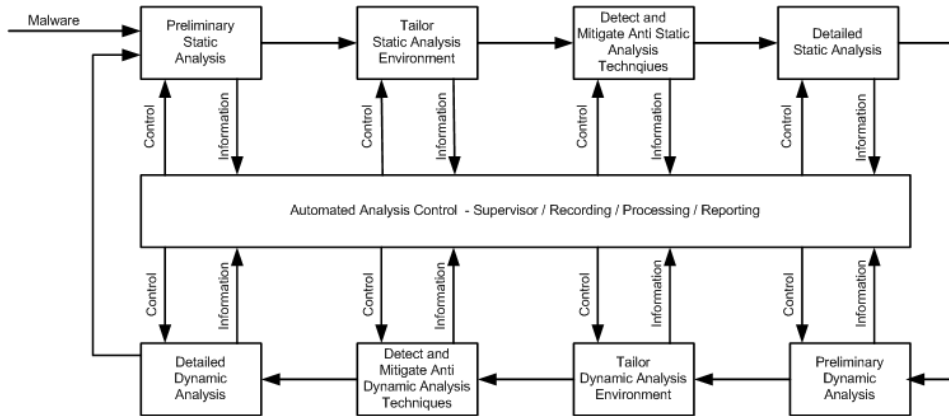 Malware
Preliminary
Static
Analysis
Tailor
Static Analysis
Environment
Detect and
Mitigate Anti Static
Analysis
Technqiues
Detailed
Static Analysis
Control
Information
Control
Information
Control
Information
Control
Information
Automated Analysis Control - Supervisor / Recording / Processing / Reporting
Control
Information
Control
Information
Control
Information
Control
Information
Detailed
Dynamic
Analysis
Detect and
Mitigate Anti
Dynamic Analysis
Techniques
Tailor
Dynamic Analysis
Environment
Preliminary
Dynamic
Analysis